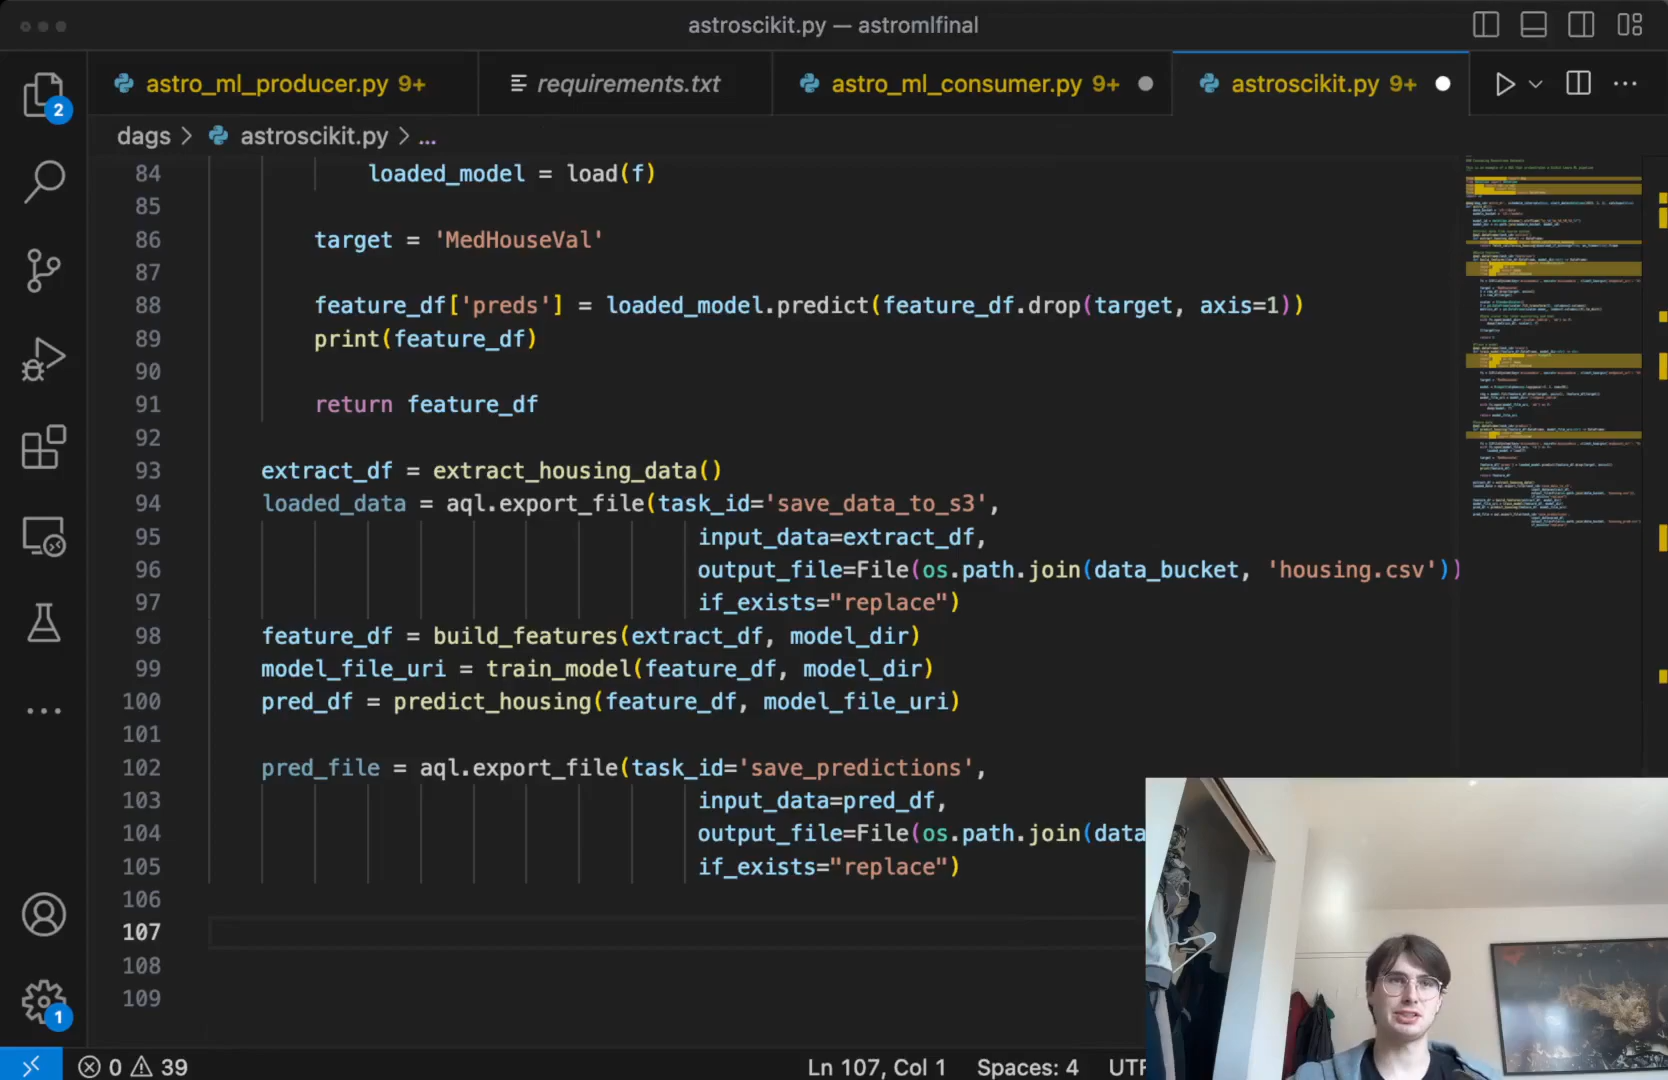 astroscikit.py — astromlfinal
astro_ml_producer.py 9+
requirements.txt
astro_ml_consumer.py 9+
astroscikit.py 9+
2
dags > astroscikit.py > ...
84 loaded_model = load(f)
85
86 target = 'MedHouseVal'
87
88 feature_df['preds'] = loaded_model.predict(feature_df.drop(target, axis=1))
89 print(feature_df)
90
91 return feature_df
92
93 extract_df = extract_housing_data()
94 loaded_data = aql.export_file(task_id='save_data_to_s3',
95 input_data=extract_df,
96 output_file=File(os.path.join(data_bucket, 'housing.csv'))
97 if_exists="replace")
98 feature_df = build_features(extract_df, model_dir)
99 model_file_uri = train_model(feature_df, model_dir)
100 pred_df = predict_housing(feature_df, model_file_uri)
101
102 pred_file = aql.export_file(task_id='save_predictions',
103 input_data=pred_df,
104 output_file=File(os.path.join(data
105 if_exists="replace")
106
107
108
109
1
0 39
Ln 107, Col 1 Spaces: 4 UTF